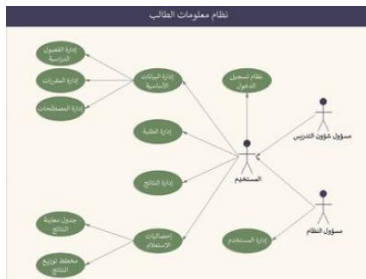 نظام معلومات الطالب
إدارة الفصول
الدراسية
إدارة المقررات
إدارة المصطلحات
إدارة البيانات
الأساسية
نظام تسجيل
الدخول
إدارة الطلبة
إدارة النتائج
المستخدم
مسؤول شؤون التدريس
مسؤول النظام
إدارة المستخدم
إحصائيات
الاستعلام
جدول معاينة
النتائج
مخطط توزيع
النتائج